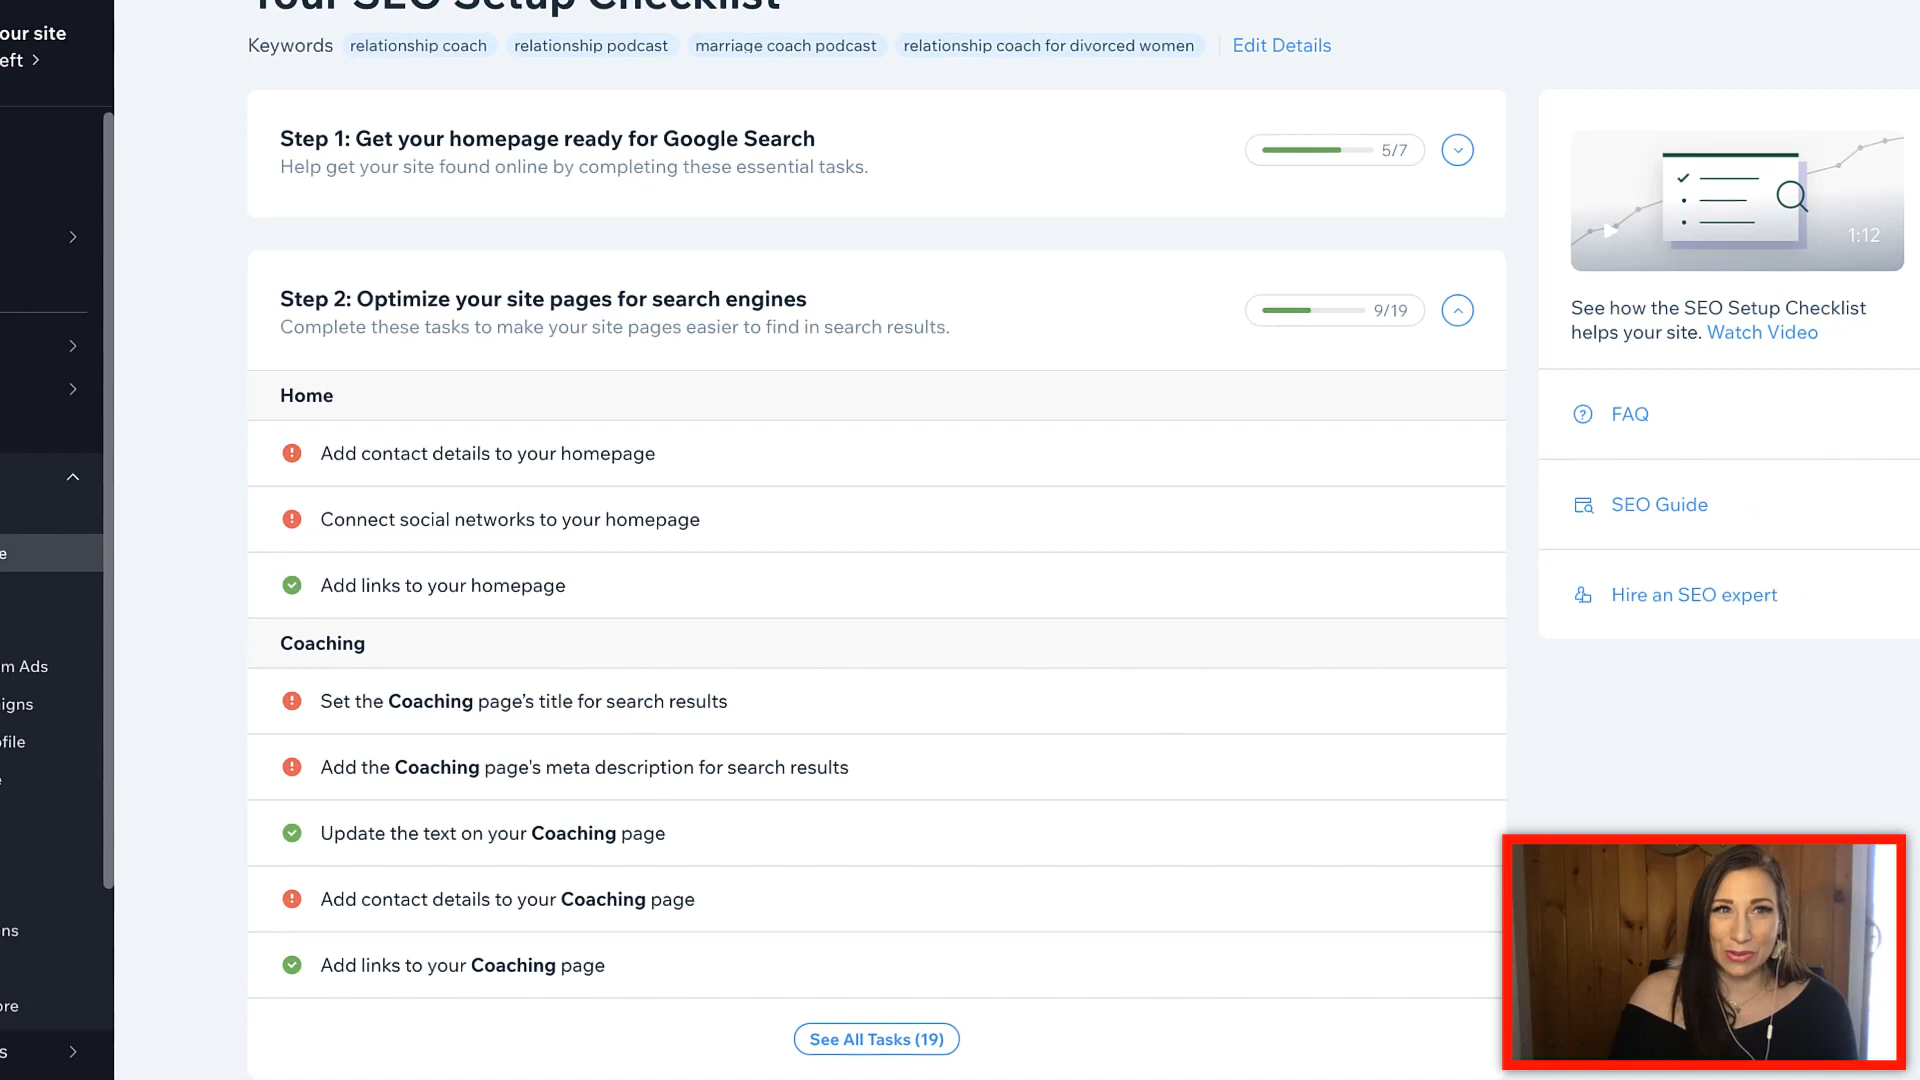 Your SEO Setup Checklist
our site
eft
Keywords relationship coach relationship podcast marriage coach podcast relationship coach for divorced women Edit Details
Step 1: Get your homepage ready for Google Search
Help get your site found online by completing these essential tasks.
5/7
Step 2: Optimize your site pages for search engines
Complete these tasks to make your site pages easier to find in search results.
9/19
Home
Add contact details to your homepage
Connect social networks to your homepage
Add links to your homepage
Coaching
Set the Coaching page’s title for search results
Add the Coaching page's meta description for search results
Update the text on your Coaching page
Add contact details to your Coaching page
Add links to your Coaching page
See All Tasks (19)
1:12
See how the SEO Setup Checklist
helps your site. Watch Video
FAQ
SEO Guide
Hire an SEO expert
e
m Ads
igns
ofile
e
ns
ore
s